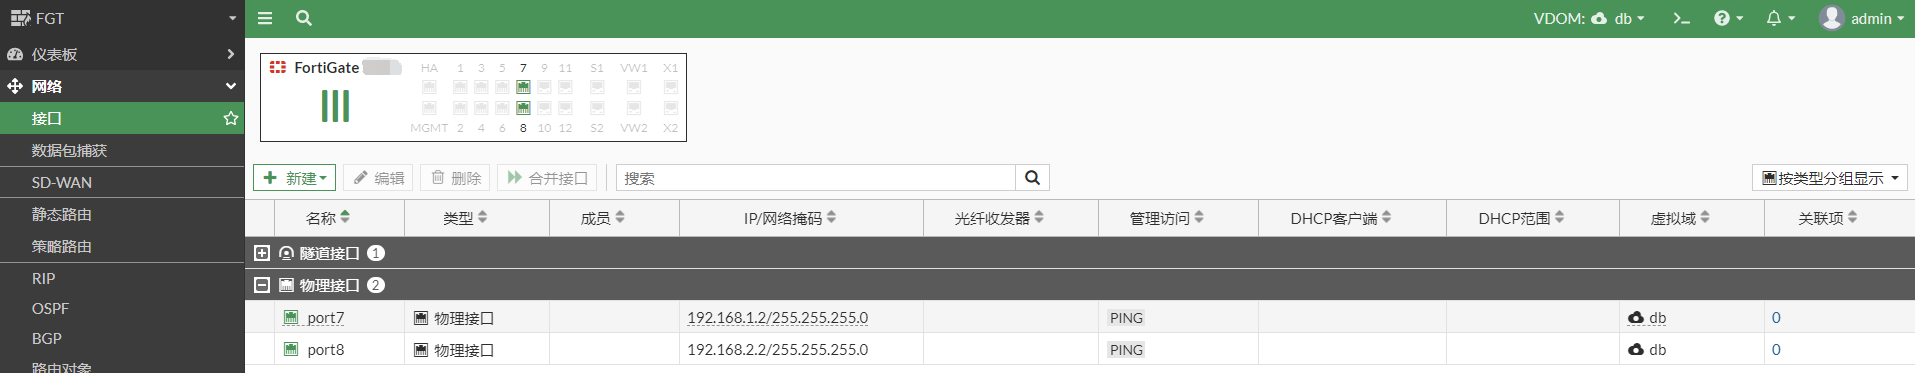 FGT
VDOM: db
admin
仪表板
网络
接口
数据包捕获
SD-WAN
静态路由
策略路由
RIP
OSPF
BGP
路由对象
FortiGate
HA 1 3 5 7 9 11 S1 VW1 X1
MGMT 2 4 6 8 10 12 S2 VW2 X2
新建 编辑 删除 合并接口 搜索 按类型分组显示
名称 类型 成员 IP/网络掩码 光纤收发器 管理访问 DHCP客户端 DHCP范围 虚拟域 关联项
隧道接口 1
物理接口 2
port7 物理接口 192.168.1.2/255.255.255.0 PING db 0
port8 物理接口 192.168.2.2/255.255.255.0 PING db 0